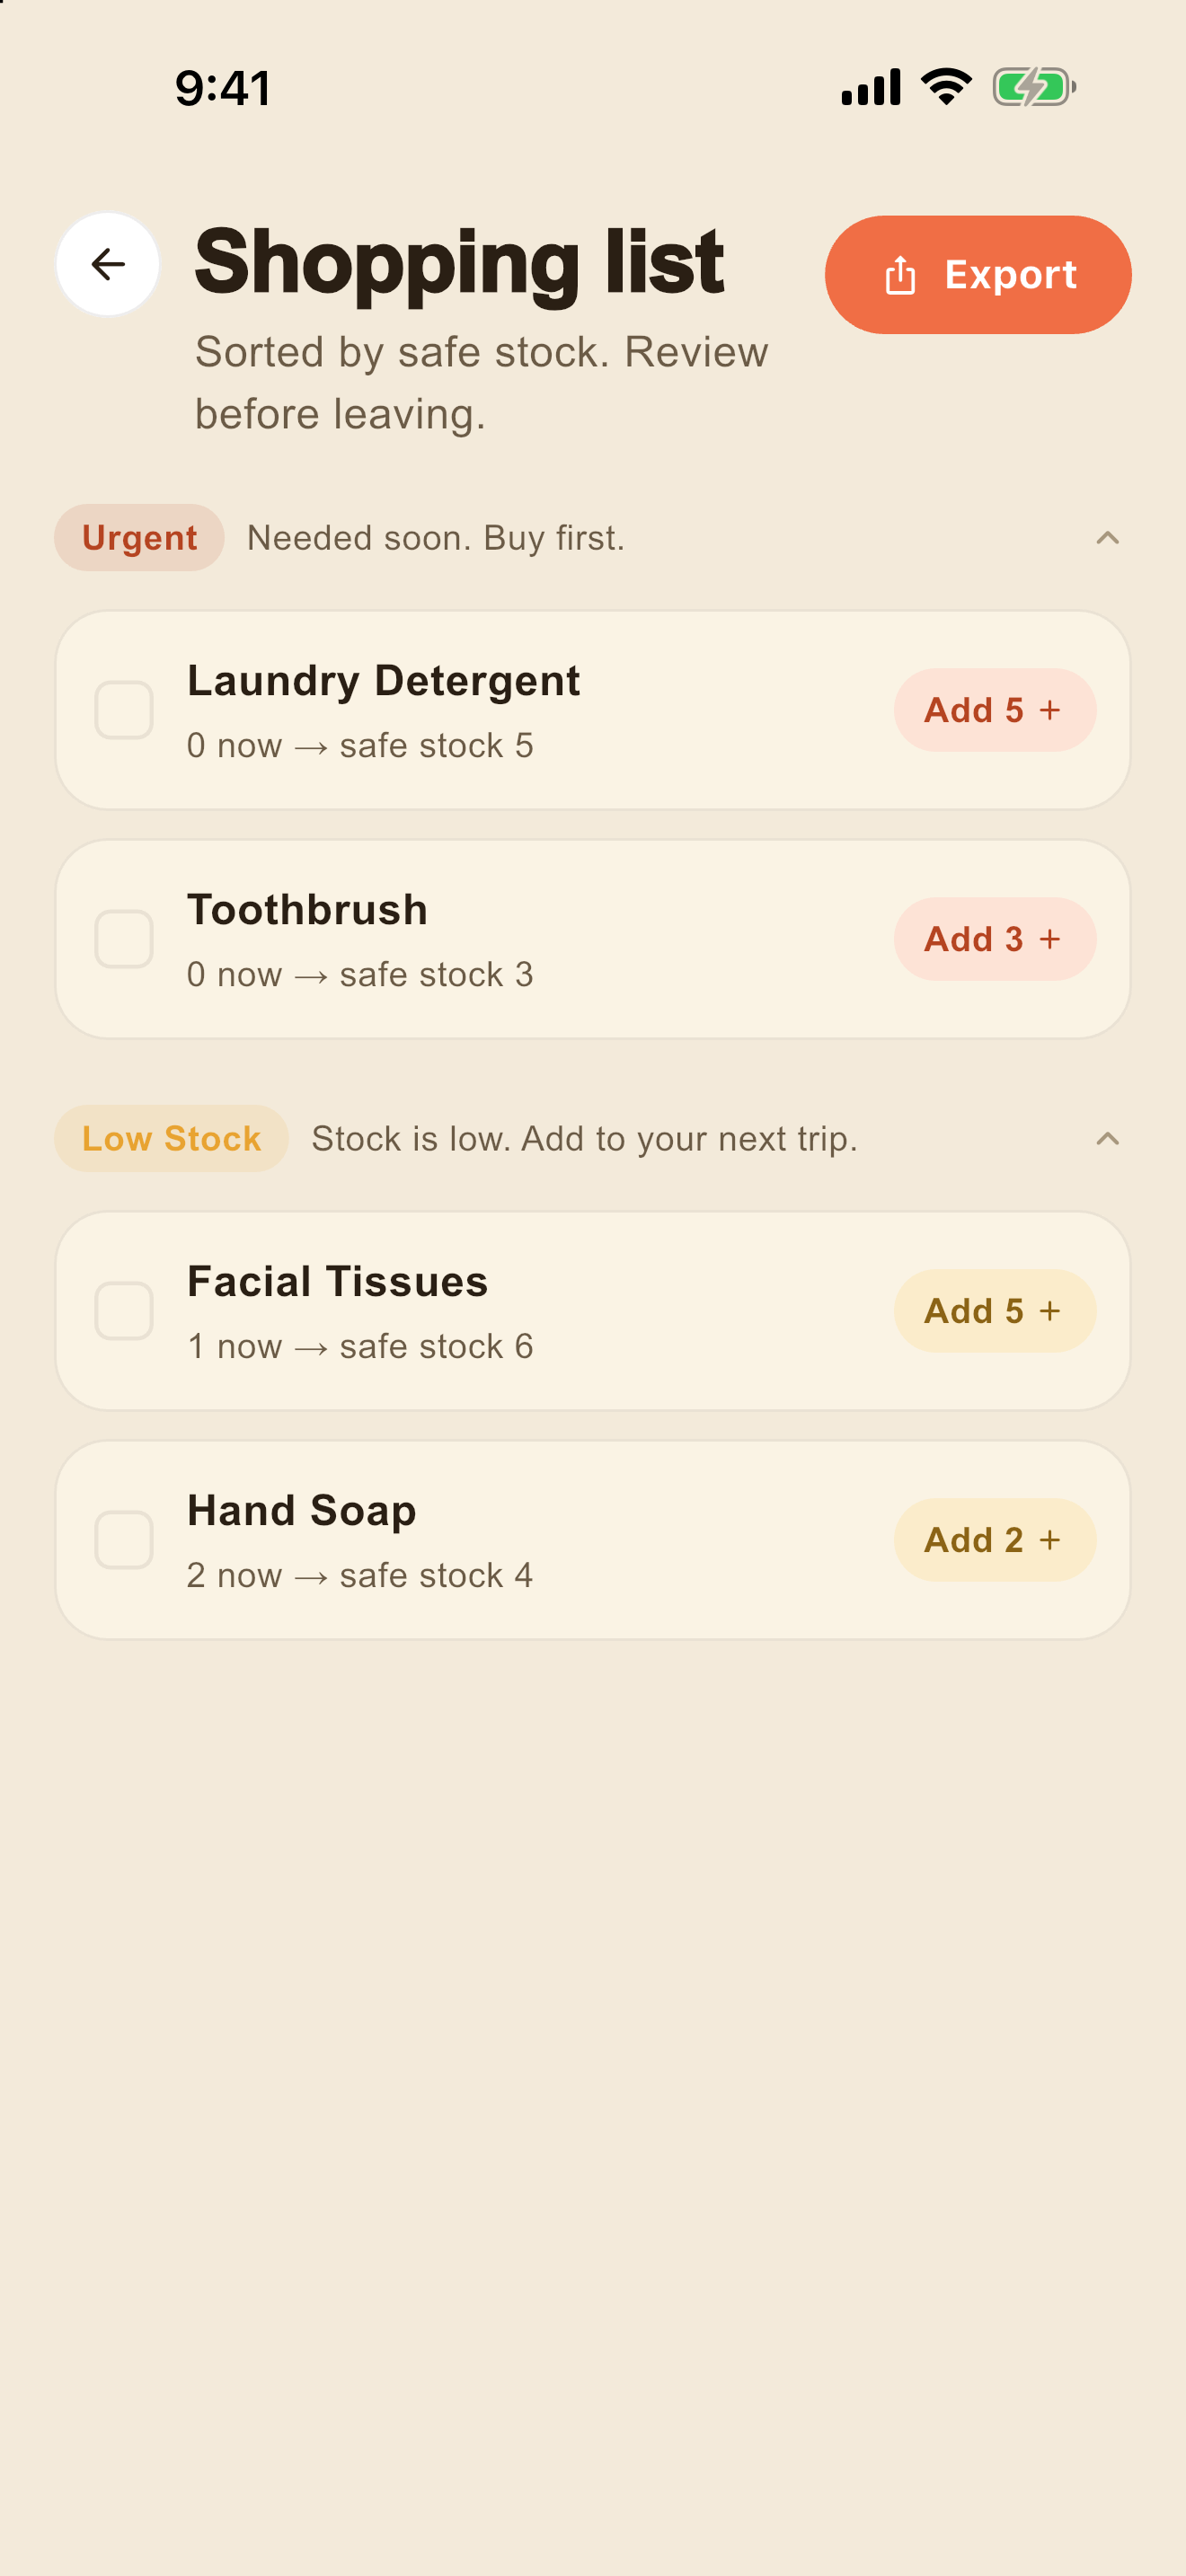 9:41
Shopping list
Export
Sorted by safe stock. Review
before leaving.
Urgent Needed soon. Buy first.
Laundry Detergent
0 now → safe stock 5
Add 5 +
Toothbrush
0 now → safe stock 3
Add 3 +
Low Stock Stock is low. Add to your next trip.
Facial Tissues
1 now → safe stock 6
Add 5 +
Hand Soap
2 now → safe stock 4
Add 2 +